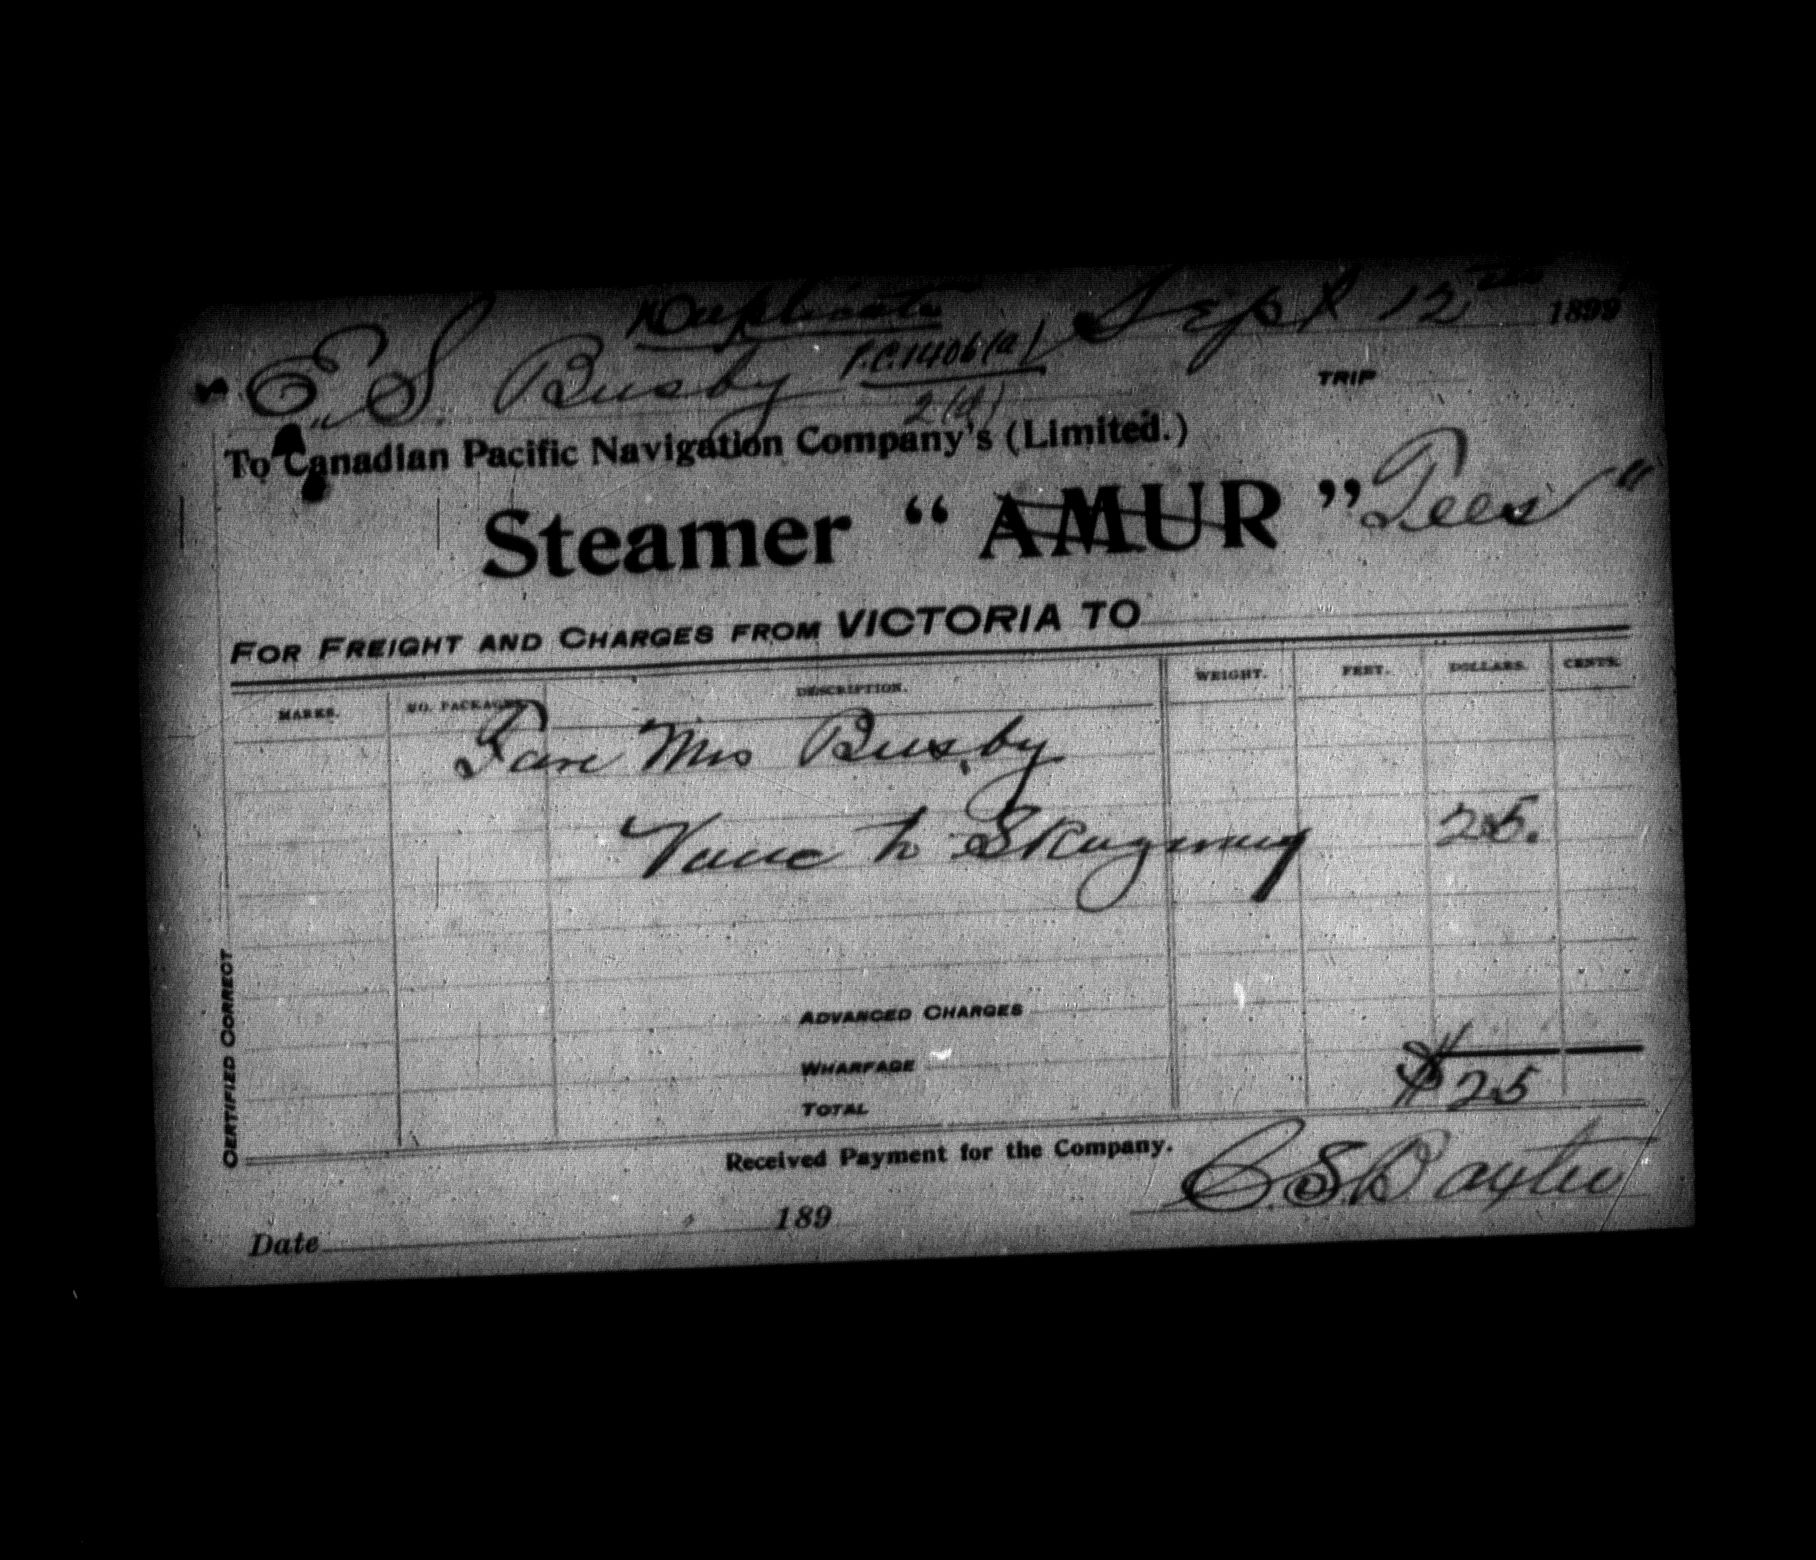 Duplicate Sept 12th 1899
E. S. Busby P.C. 1406(a)
2(d)
TRIP
To Canadian Pacific Navigation Company's (Limited.)
Steamer " AMUR " Tees "
FOR FREIGHT AND CHARGES FROM VICTORIA TO
MARKS. NO. PACKAGES DESCRIPTION. WEIGHT. FEET. DOLLARS. CENTS.
Fare Mrs Busby
Vanc to Skagway 25.
ADVANCED CHARGES
WHARFAGE
TOTAL $25
CERTIFIED CORRECT
Received Payment for the Company. C. S. Baxter
Date 189